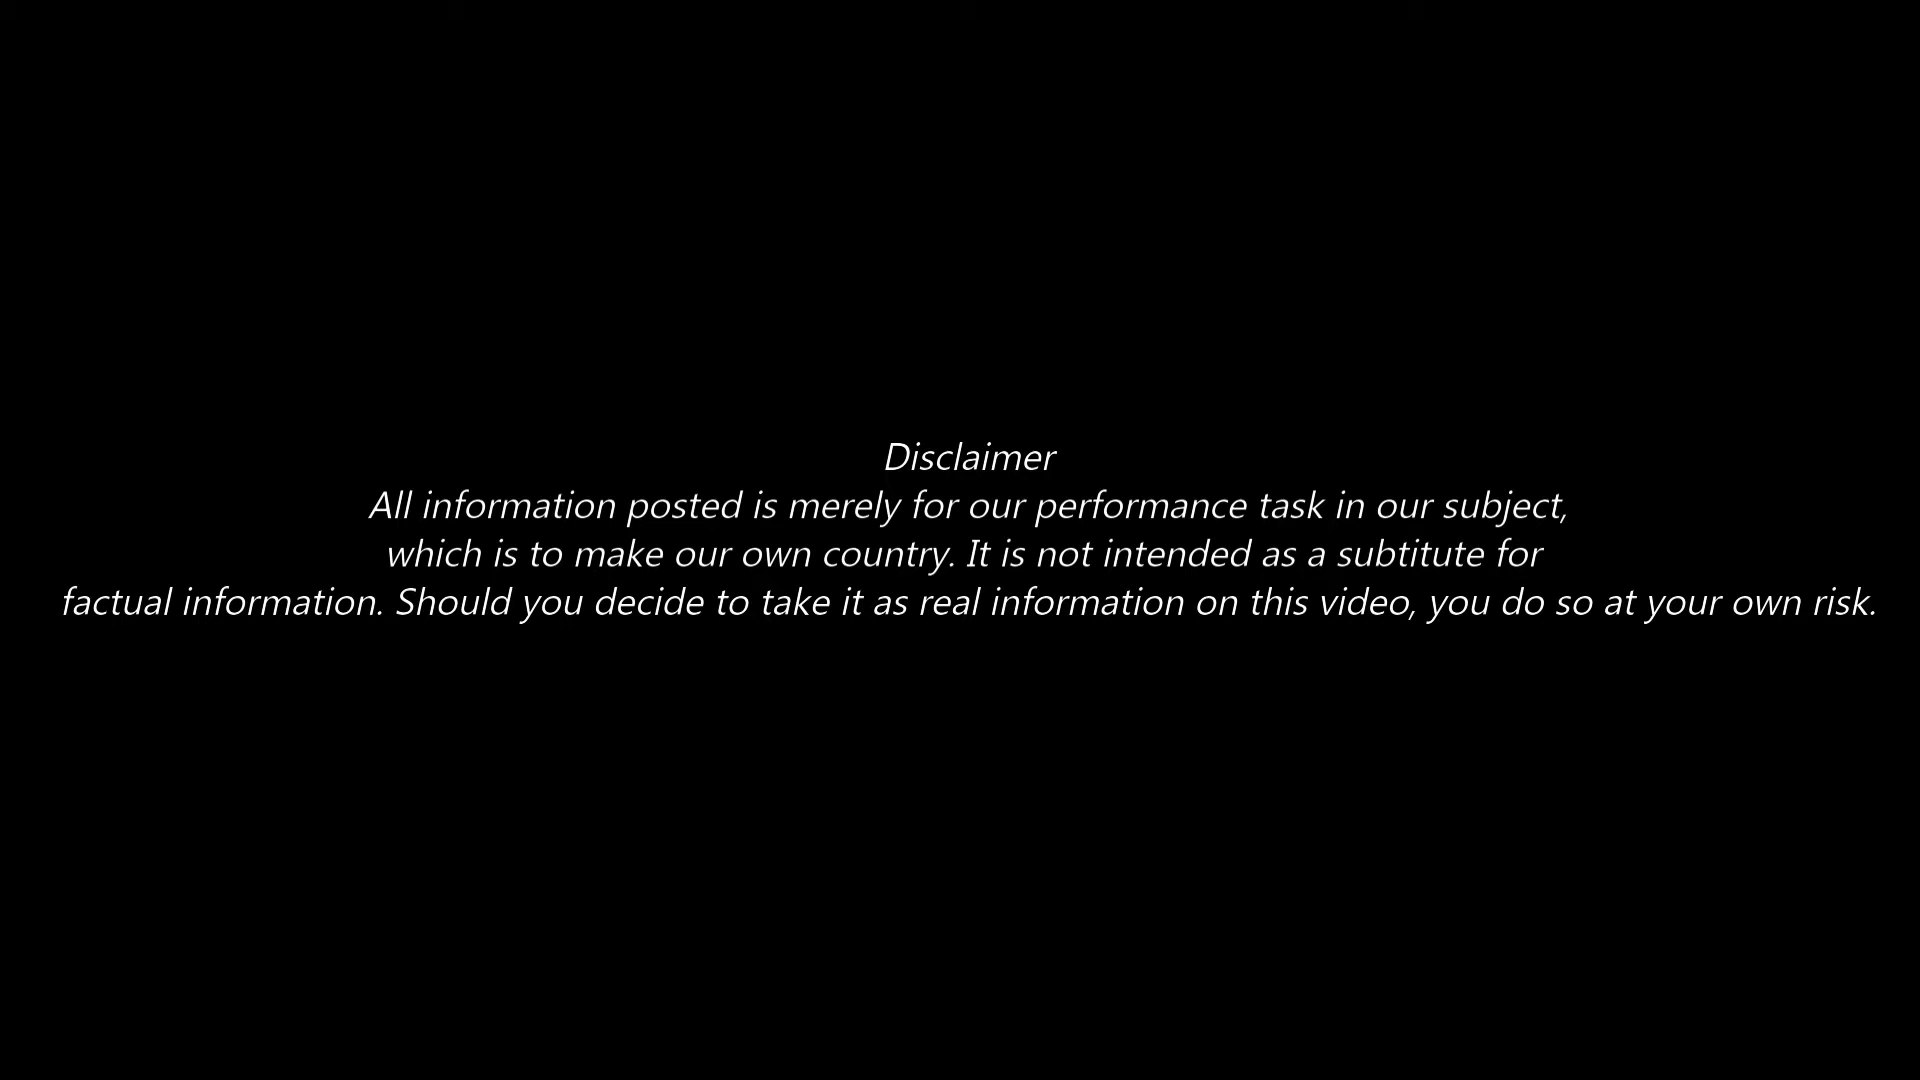 Disclaimer
All information posted is merely for our performance task in our subject,
which is to make our own country. It is not intended as a subtitute for
factual information. Should you decide to take it as real information on this video, you do so at your own risk.